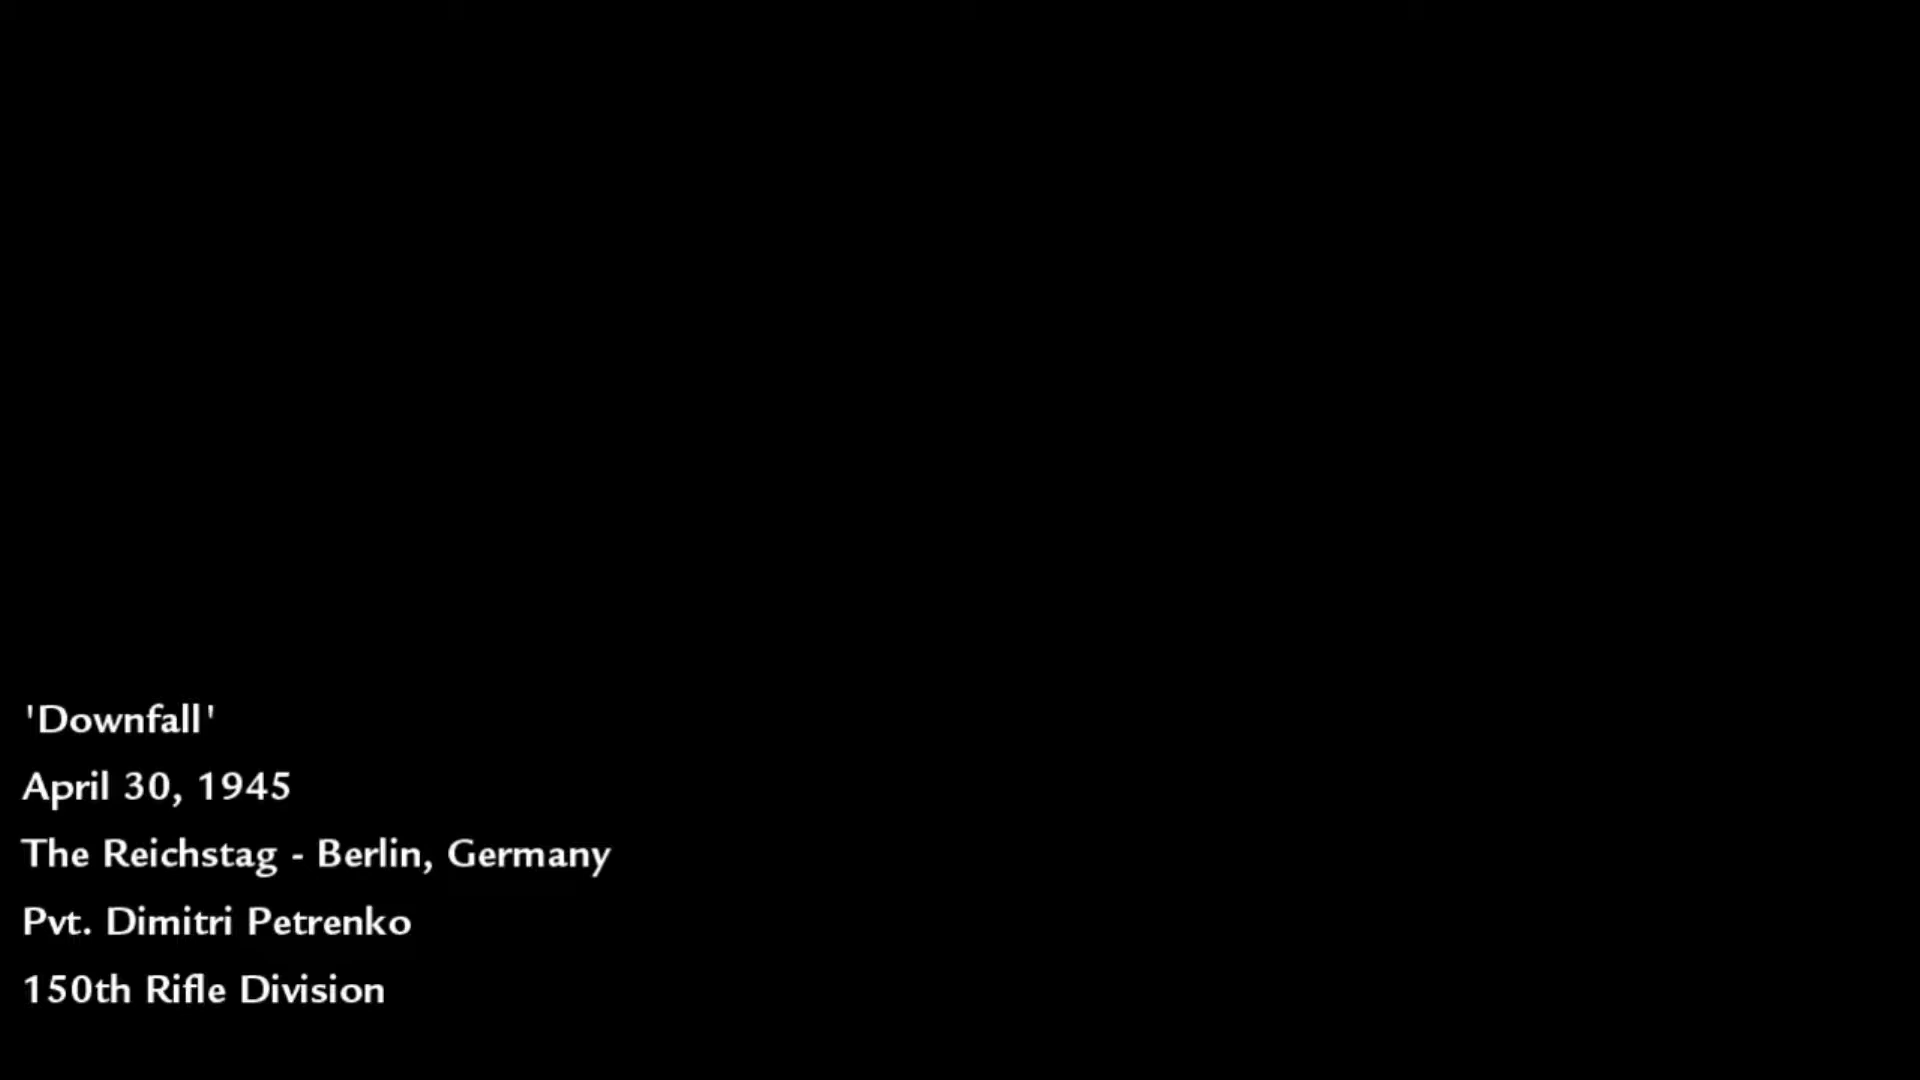 'Downfall'
April 30, 1945
The Reichstag - Berlin, Germany
Pvt. Dimitri Petrenko
150th Rifle Division